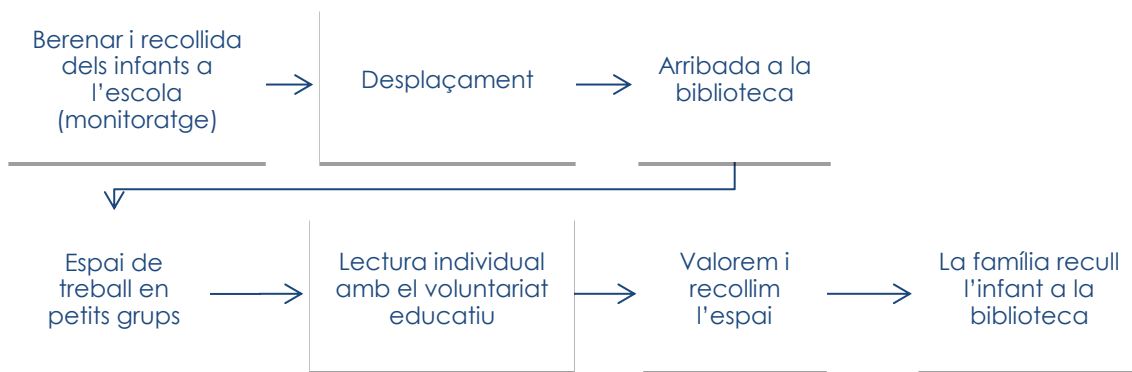 Berenar i recollida
dels infants a
l'escola
(monitoratge)
Desplaçament
Arribada a la
biblioteca
Espai de
treball en
petits grups
Lectura individual
amb el voluntariat
educatiu
Valorem i
recollim
l'espai
La família recull
l'infant a la
biblioteca